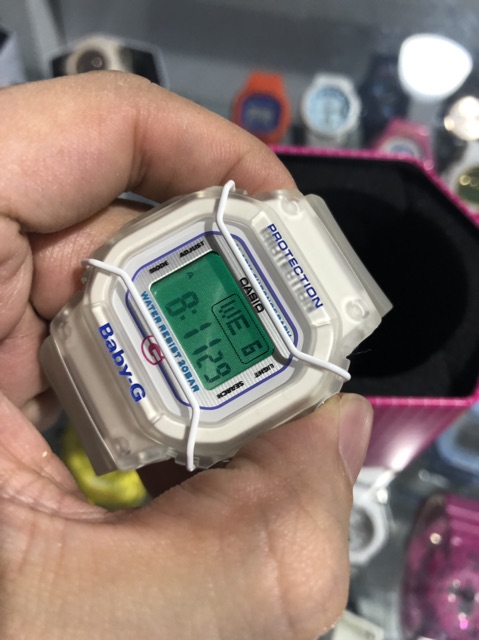 PROTECTION
CASIO
ADJUST
MODE
LIGHT
SEARCH
WE 6
A
8:11 29
WATER RESIST 20BAR
G
Baby-G